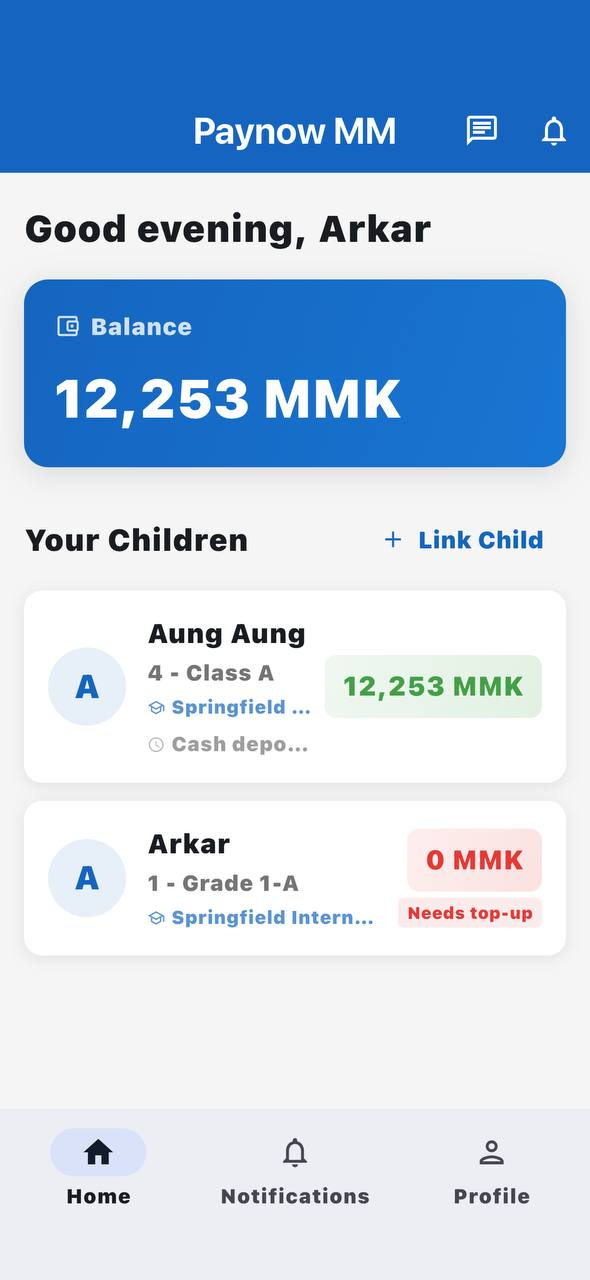 Paynow MM
Good evening, Arkar
Balance
12,253 MMK
Your Children
+ Link Child
A
Aung Aung
4 - Class A
Springfield ...
Cash depo...
12,253 MMK
A
Arkar
1 - Grade 1-A
Springfield Intern...
0 MMK
Needs top-up
Home
Notifications
Profile